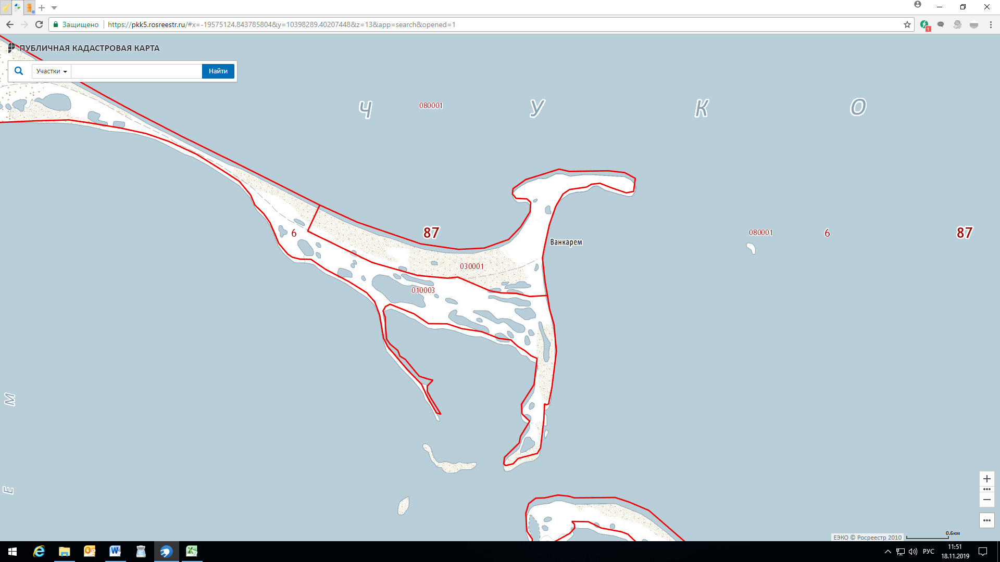 Защищено
https://pkk5.rosreestr.ru/#x=-19575124.843785804&y=10398289.40207448&z=13&app=search&opened=1
1
ПУБЛИЧНАЯ КАДАСТРОВАЯ КАРТА
Участки
Найти
Ч У К О
080001
87
6
Ванкарем
080001
6
87
030001
010003
М
Е
ЕЭКО © Росреестр 2010
0.6км
РУС
11:51
18.11.2019